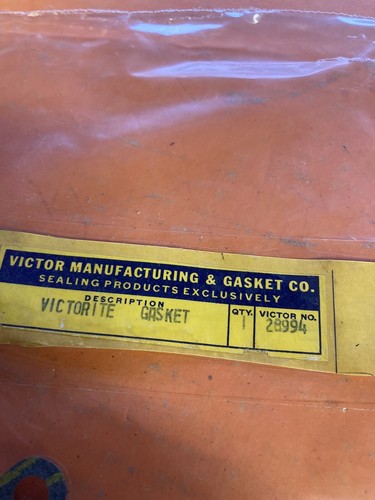 VICTOR MANUFACTURING & GASKET CO.
SEALING PRODUCTS EXCLUSIVELY
DESCRIPTION QTY. VICTOR NO.
VICTORITE GASKET 1 28994